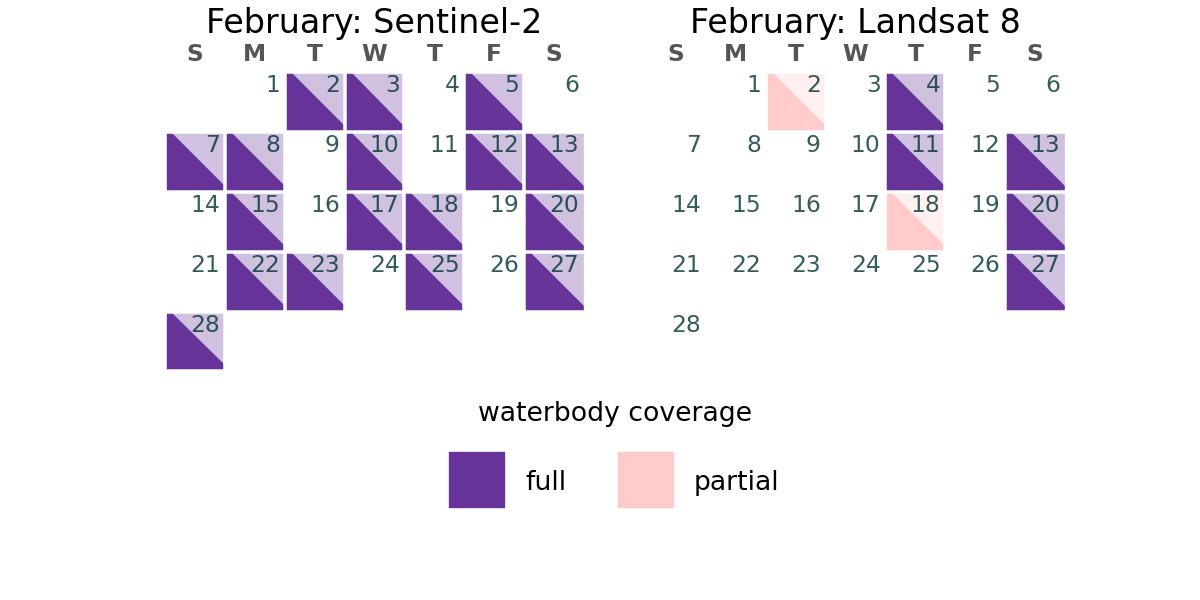 February: Sentinel-2
S M T W T F S
1 2 3 4 5 6
7 8 9 10 11 12 13
14 15 16 17 18 19 20
21 22 23 24 25 26 27
28
February: Landsat 8
S M T W T F S
1 2 3 4 5 6
7 8 9 10 11 12 13
14 15 16 17 18 19 20
21 22 23 24 25 26 27
28
waterbody coverage
full partial